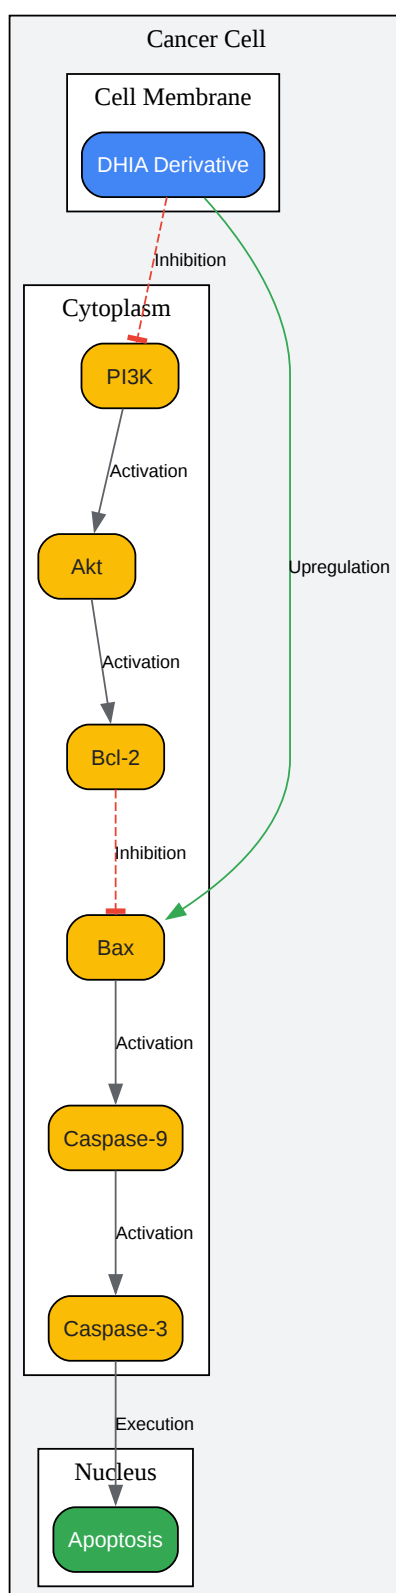 Cancer Cell
Cell Membrane
DHIA Derivative
Inhibition
Cytoplasm
PI3K
Activation
Akt
Upregulation
Activation
Bcl-2
Inhibition
Bax
Activation
Caspase-9
Activation
Caspase-3
Execution
Nucleus
Apoptosis